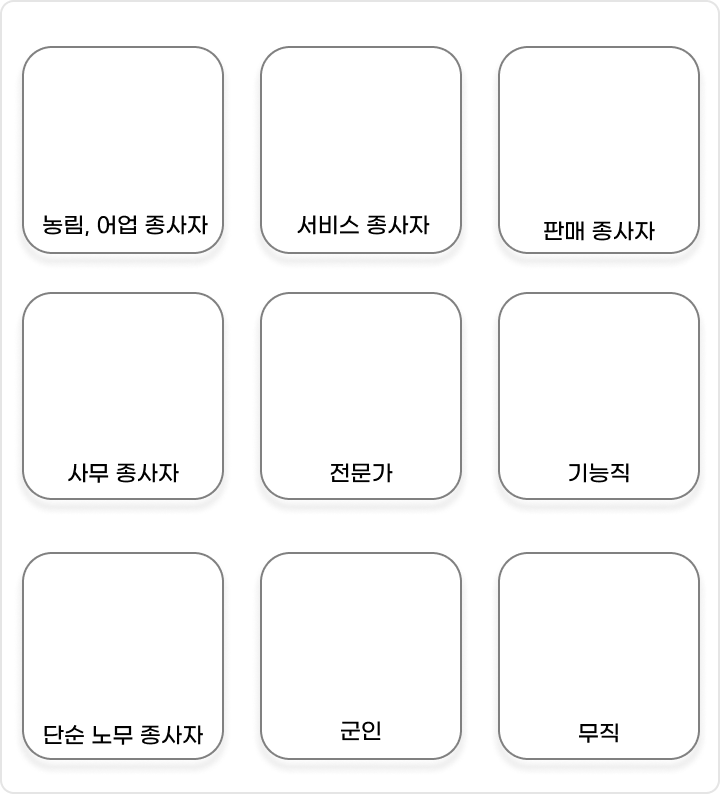 농림, 어업 종사자
서비스 종사자
판매 종사자
사무 종사자
전문가
기능직
단순 노무 종사자
군인
무직